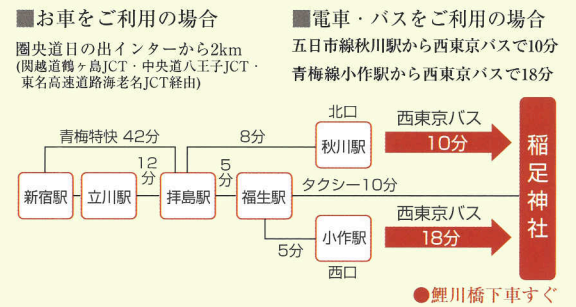 ■お車をご利用の場合
圏央道日の出インターから2km
(関越道鶴ヶ島JCT・中央道八王子JCT・
東名高速道路海老名JCT経由)
■電車・バスをご利用の場合
五日市線秋川駅から西東京バスで10分
青梅線小作駅から西東京バスで18分
青梅特快 42分
8分
北口
秋川駅
西東京バス
10分
新宿駅
立川駅
12分
拝島駅
5分
福生駅
タクシー10分
稲足神社
5分
小作駅
西口
西東京バス
18分
●鯉川橋下車すぐ